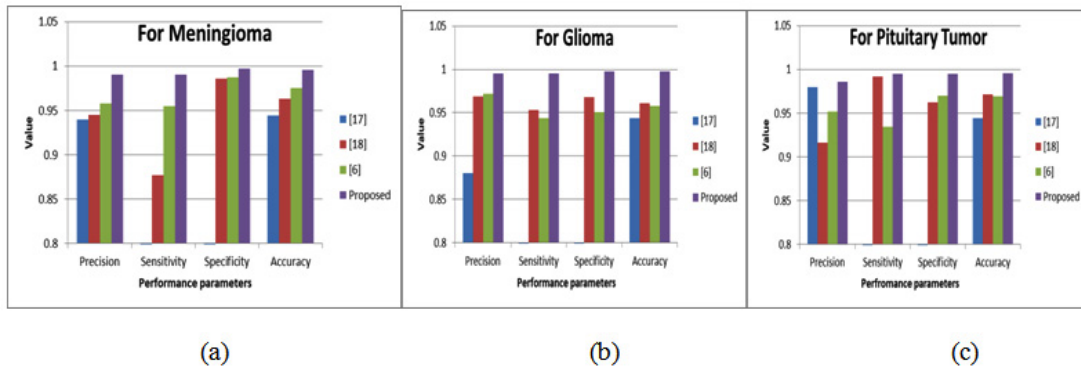 For Meningioma
1.05
1
0.95
0.9
0.85
0.8
Value
Precision Sensitivity Specificity Accuracy
Performance parameters
[17]
[18]
[6]
Proposed
(a)
For Glioma
1.05
1
0.95
0.9
0.85
0.8
Value
Precision Sensitivity Specificity Accuracy
Performance parameters
[17]
[18]
[6]
Proposed
(b)
For Pituitary Tumor
1.05
1
0.95
0.9
0.85
0.8
Value
Precision Sensitivity Specificity Accuracy
Perfromance parameters
[17]
[18]
[6]
Proposed
(c)